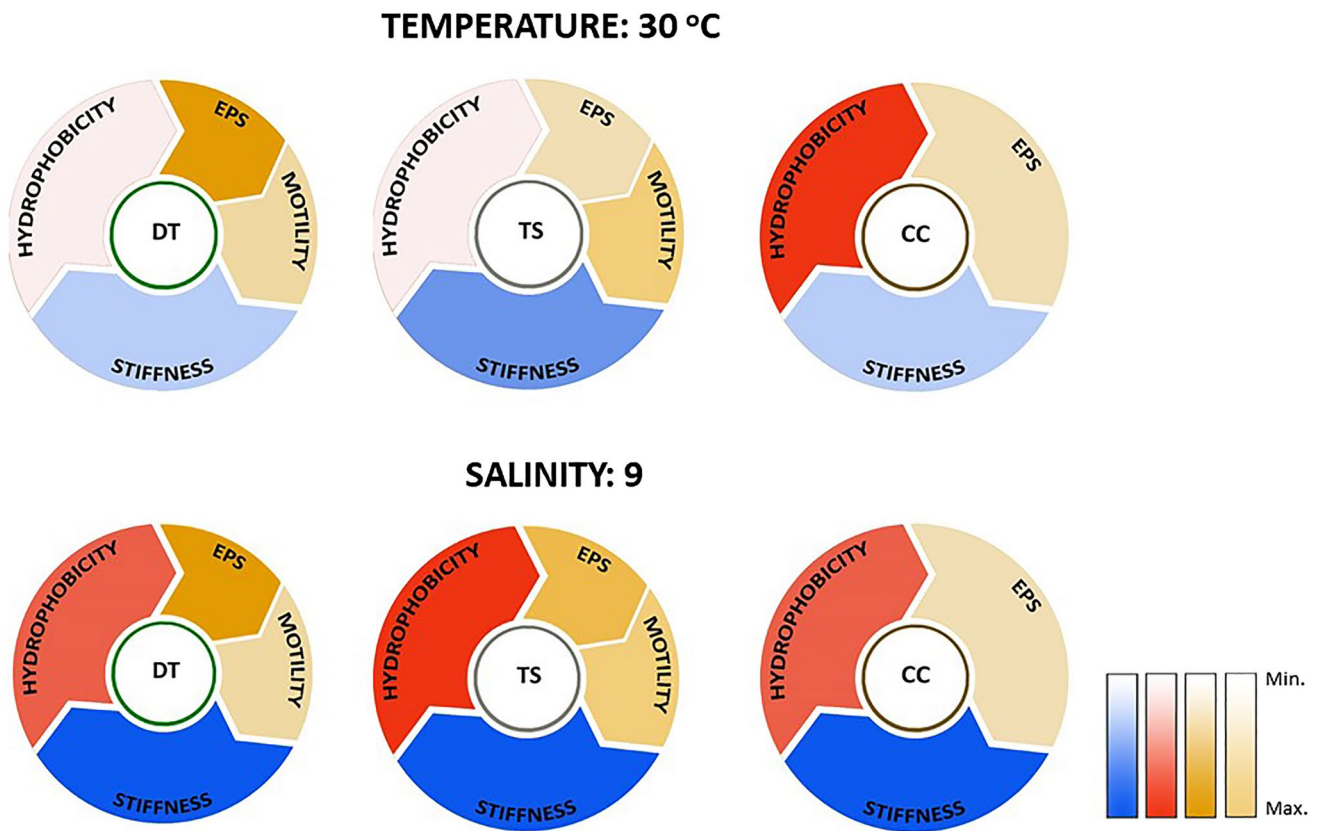 TEMPERATURE: 30 °C
HYDROPHOBICITY
EPS
MOTILITY
DT
STIFFNESS
HYDROPHOBICITY
EPS
MOTILITY
TS
STIFFNESS
HYDROPHOBICITY
EPS
CC
STIFFNESS
SALINITY: 9
HYDROPHOBICITY
EPS
MOTILITY
DT
STIFFNESS
HYDROPHOBICITY
EPS
MOTILITY
TS
STIFFNESS
HYDROPHOBICITY
EPS
CC
STIFFNESS
Min.
Max.